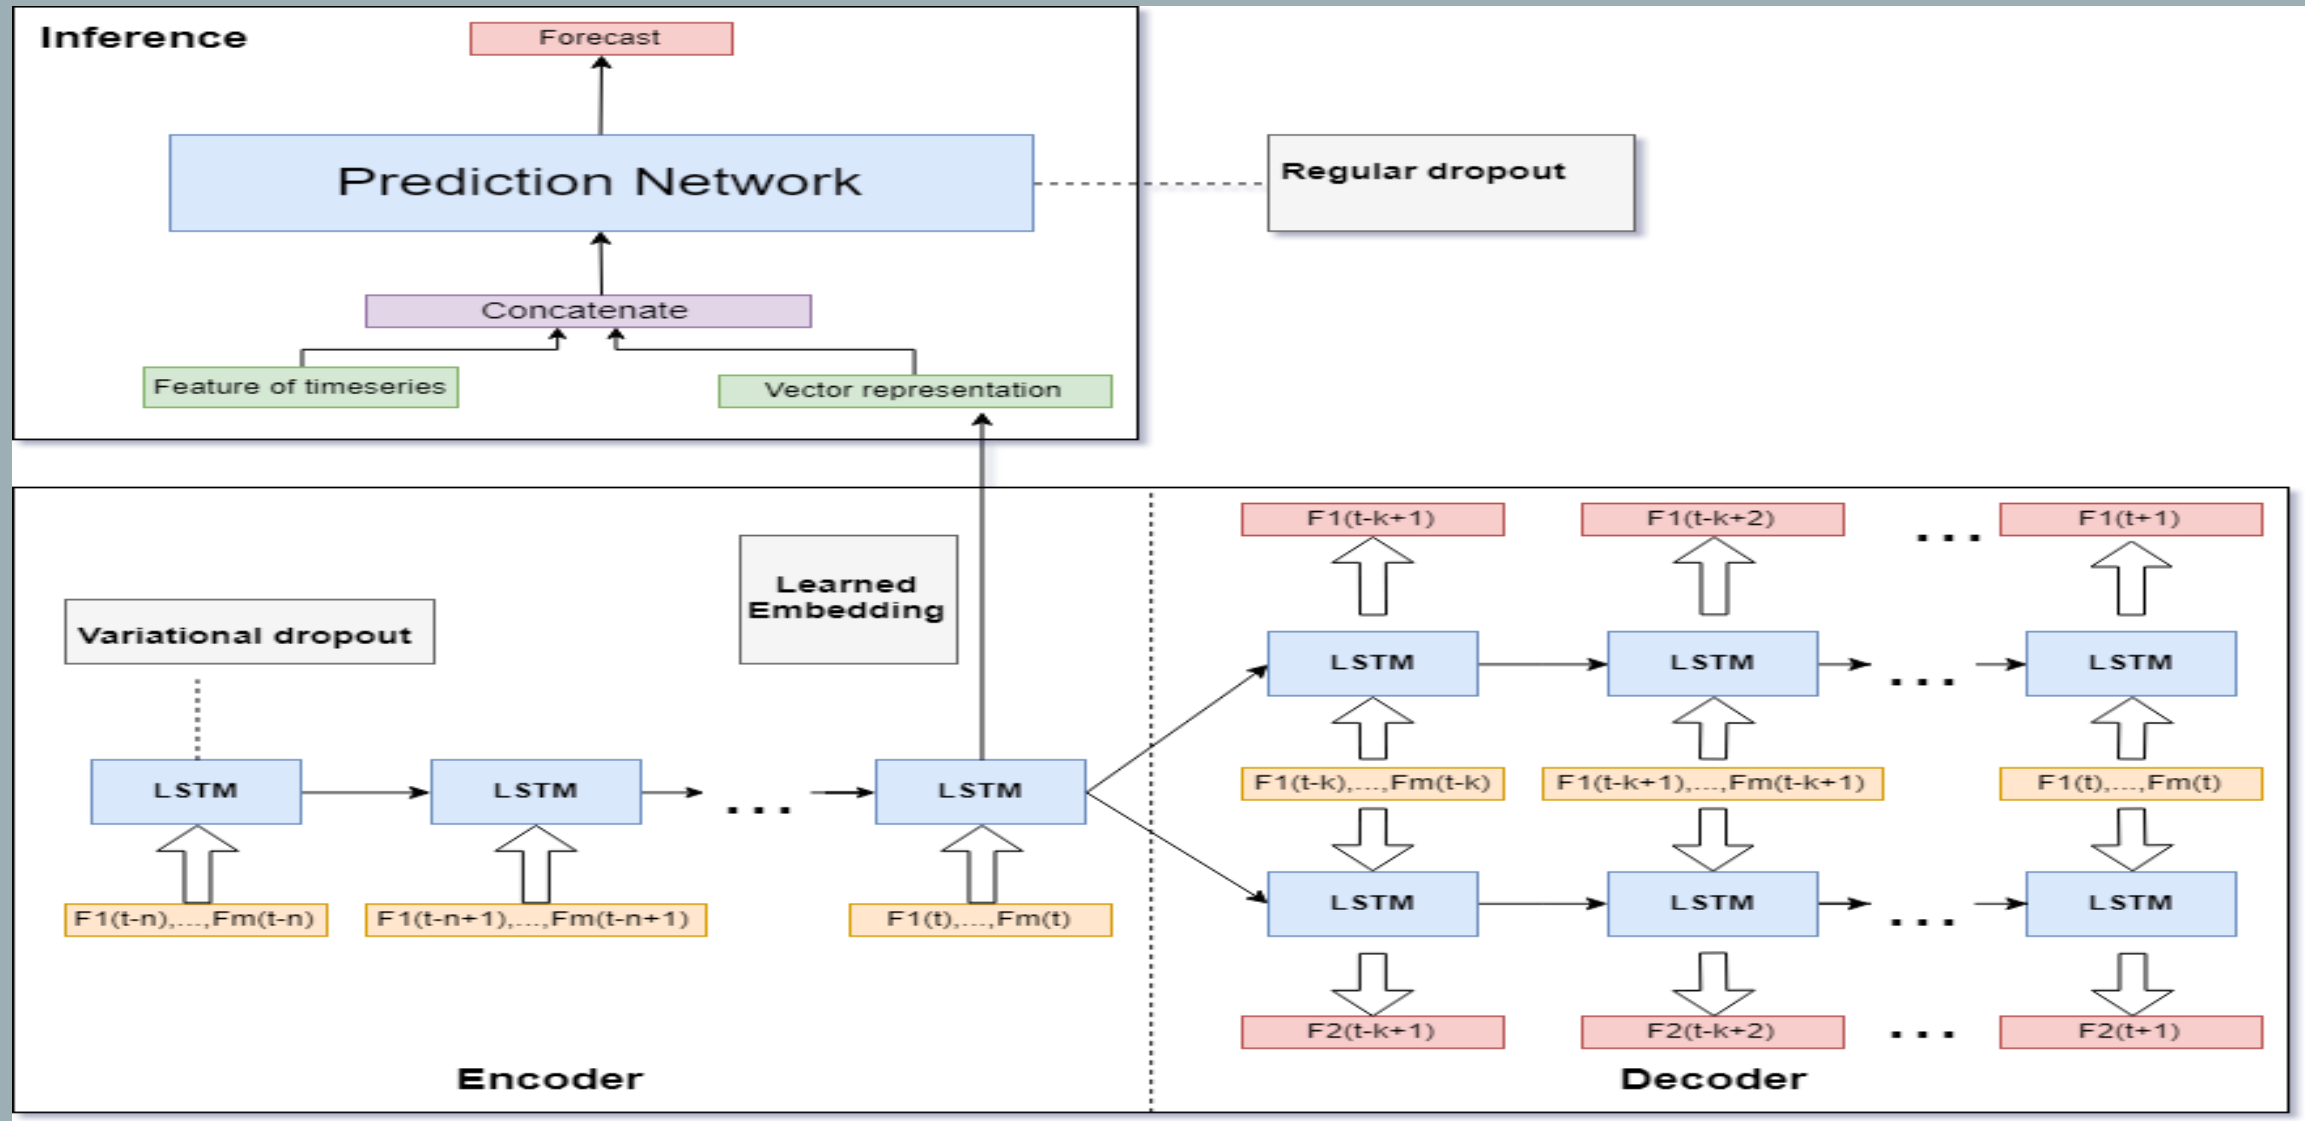 Inference
Forecast
Prediction Network
Regular dropout
Concatenate
Feature of timeseries
Vector representation
Learned
Embedding
Variational dropout
LSTM
LSTM
...
LSTM
F1(t-n),...,Fm(t-n)
F1(t-n+1),...,Fm(t-n+1)
F1(t),...,Fm(t)
Encoder
F1(t-k+1)
F1(t-k+2)
...
F1(t+1)
LSTM
LSTM
...
LSTM
F1(t-k),...,Fm(t-k)
F1(t-k+1),...,Fm(t-k+1)
F1(t),...,Fm(t)
LSTM
LSTM
...
LSTM
F2(t-k+1)
F2(t-k+2)
...
F2(t+1)
Decoder